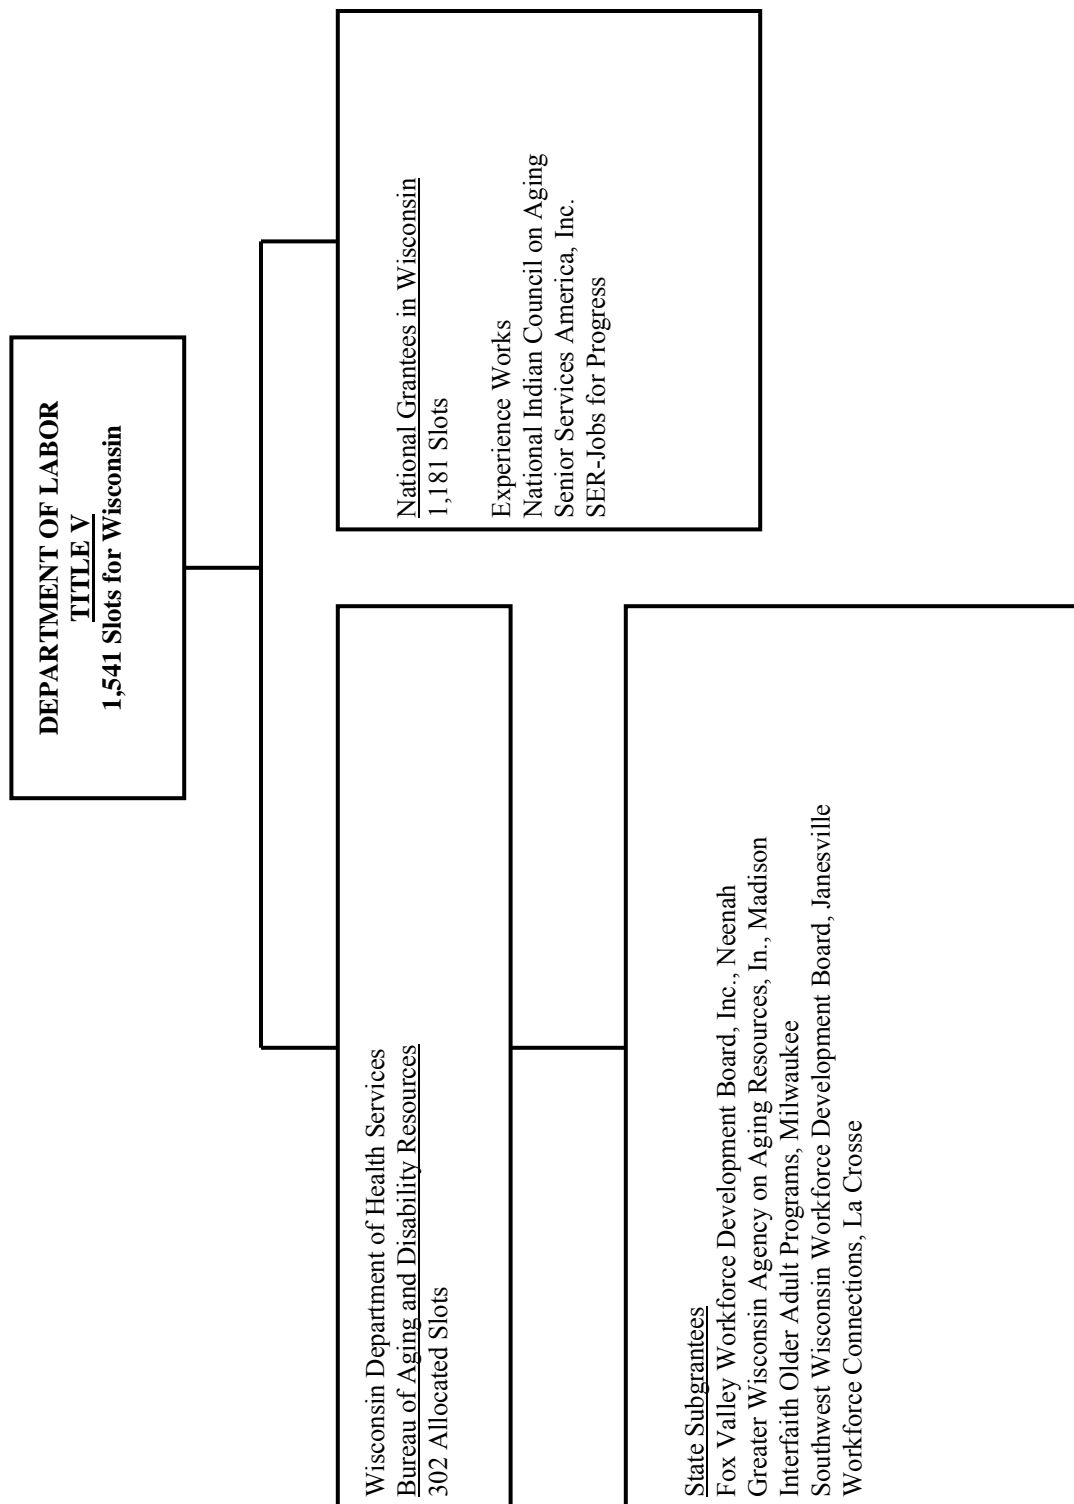 DEPARTMENT OF LABOR
TITLE V
1,541 Slots for Wisconsin
Wisconsin Department of Health Services
Bureau of Aging and Disability Resources
302 Allocated Slots
National Grantees in Wisconsin
1,181 Slots
Experience Works
National Indian Council on Aging
Senior Services America, Inc.
SER-Jobs for Progress
State Subgrantees
Fox Valley Workforce Development Board, Inc., Neenah
Greater Wisconsin Agency on Aging Resources, In., Madison
Interfaith Older Adult Programs, Milwaukee
Southwest Wisconsin Workforce Development Board, Janesville
Workforce Connections, La Crosse